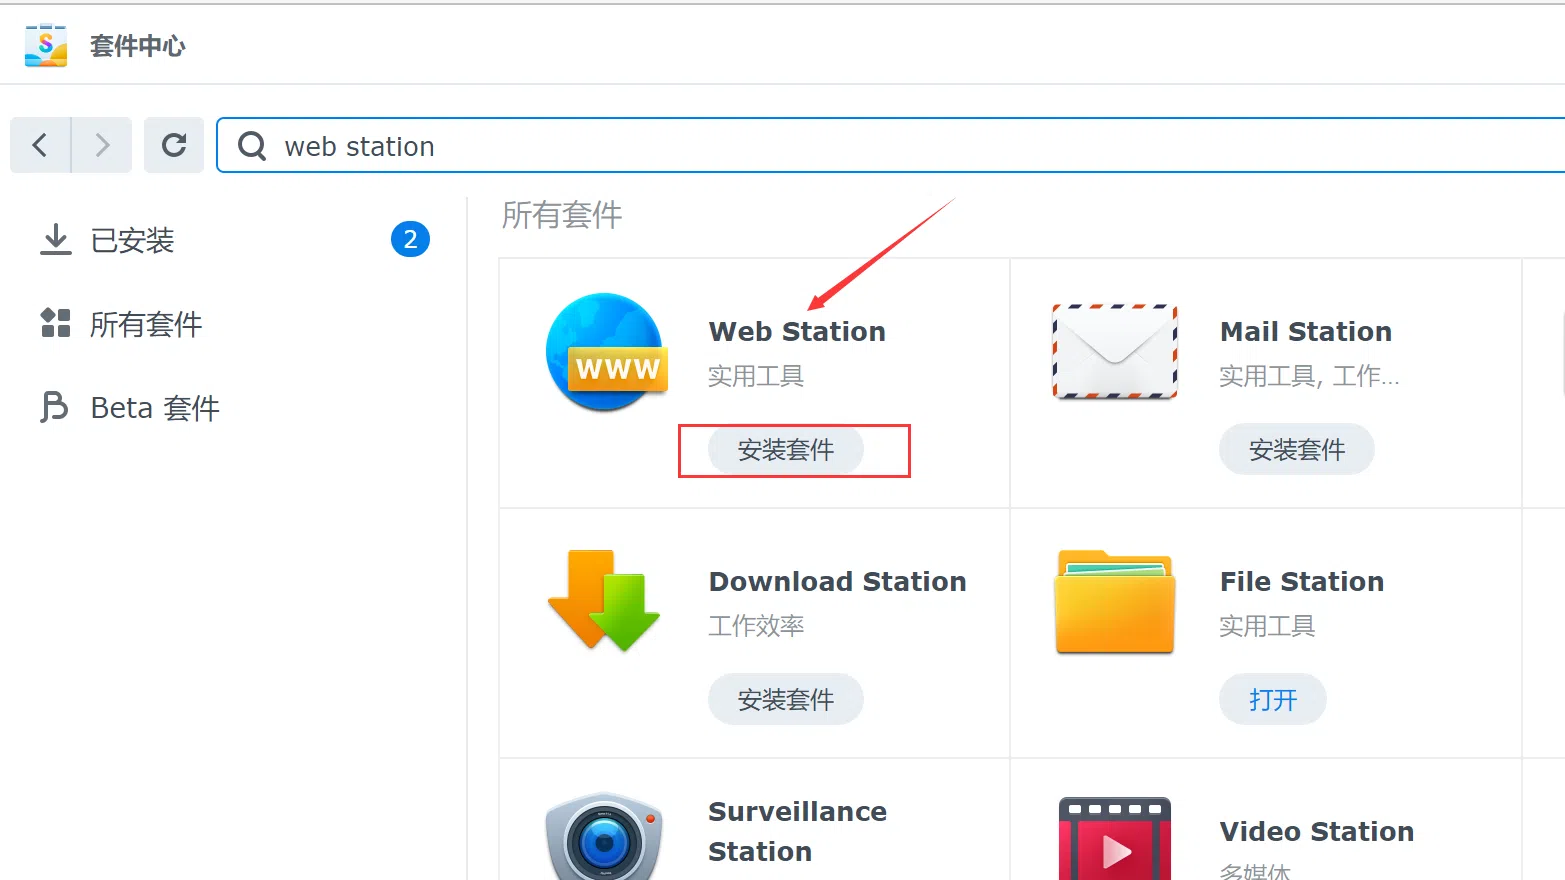 套件中心
web station
已安装
2
所有套件
Beta 套件
所有套件
WWW
Web Station
实用工具
安装套件
Mail Station
实用工具, 工作...
安装套件
Download Station
工作效率
安装套件
File Station
实用工具
打开
Surveillance
Station
Video Station
多媒体